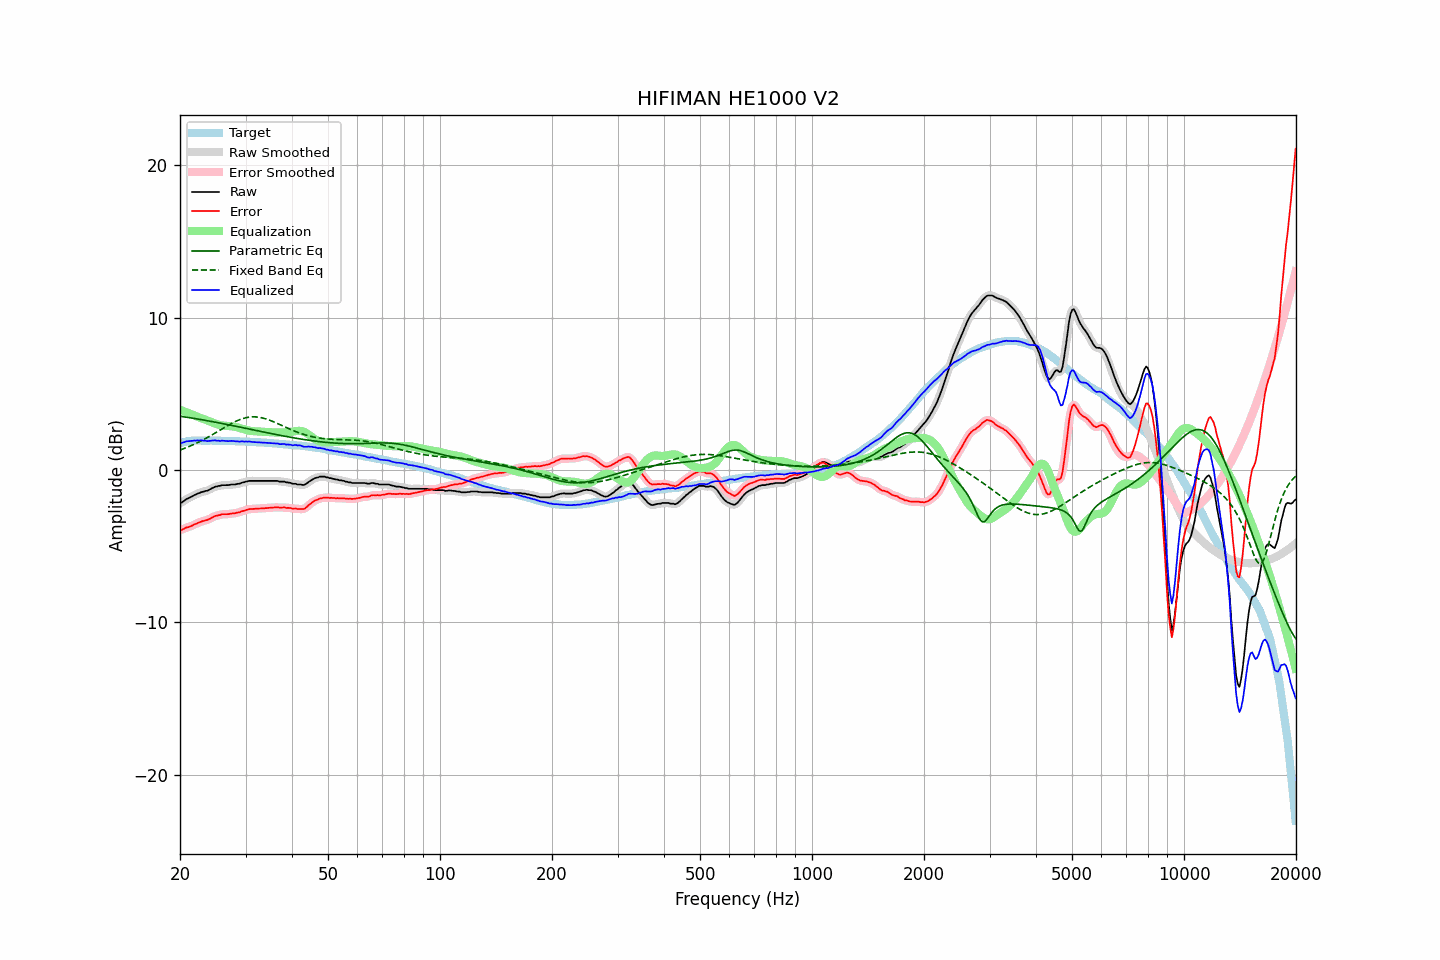 HIFIMAN HE1000 V2
Target
Raw Smoothed
Error Smoothed
Raw
Error
Equalization
Parametric Eq
Fixed Band Eq
Equalized
Amplitude (dBr)
20
10
0
−10
−20
20 50 100 200 500 1000 2000 5000 10000 20000
Frequency (Hz)